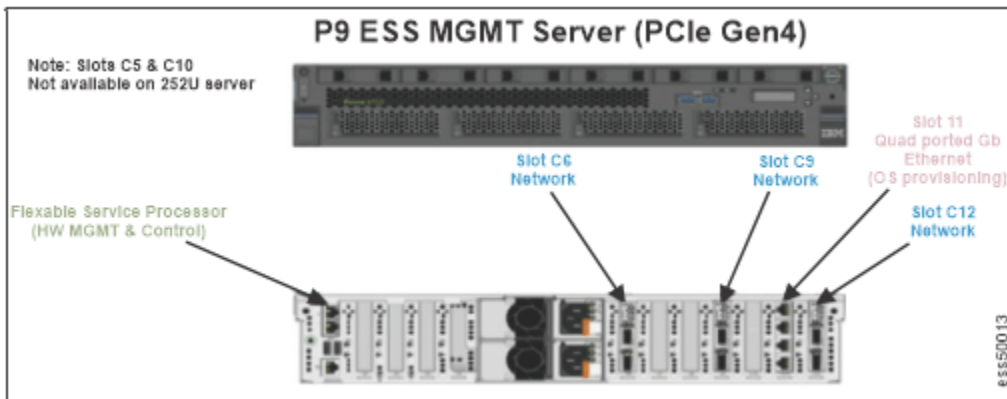 P9 ESS MGMT Server (PCIe Gen4)
Note: Slots C5 & C10
Not available on 252U server
Slot 11
Quad ported Gb
Ethernet
(OS provisioning)
Slot C6
Network
Slot C9
Network
Slot C12
Network
Flexable Service Processor
(HW MGMT & Control)
IBM
ess50013